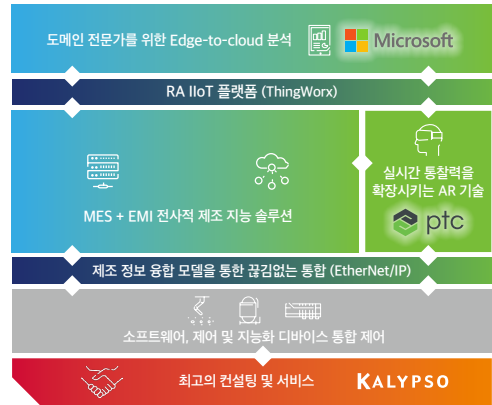 도메인 전문가를 위한 Edge-to-cloud 분석
Microsoft
RA IIoT 플랫폼 (ThingWorx)
MES + EMI 전사적 제조 지능 솔루션
실시간 통찰력을
확장시키는 AR 기술
ptc
제조 정보 융합 모델을 통한 끊김없는 통합 (EtherNet/IP)
소프트웨어, 제어 및 지능화 디바이스 통합 제어
최고의 컨설팅 및 서비스
KALYPSO